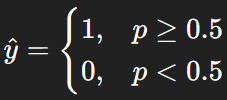 ŷ = { 1, p ≥ 0.5
0, p < 0.5